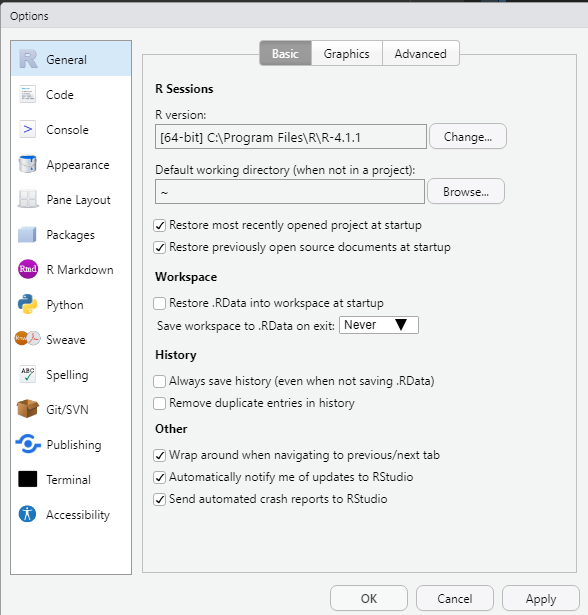 Options
General
Code
Console
Appearance
Pane Layout
Packages
Rmd R Markdown
Python
Rnw Sweave
ABC Spelling
Git/SVN
Publishing
Terminal
Accessibility
Basic Graphics Advanced
R Sessions
R version:
[64-bit] C:\Program Files\R\R-4.1.1 Change...
Default working directory (when not in a project):
~ Browse...
Restore most recently opened project at startup
Restore previously open source documents at startup
Workspace
Restore .RData into workspace at startup
Save workspace to .RData on exit: Never
History
Always save history (even when not saving .RData)
Remove duplicate entries in history
Other
Wrap around when navigating to previous/next tab
Automatically notify me of updates to RStudio
Send automated crash reports to RStudio
OK Cancel Apply